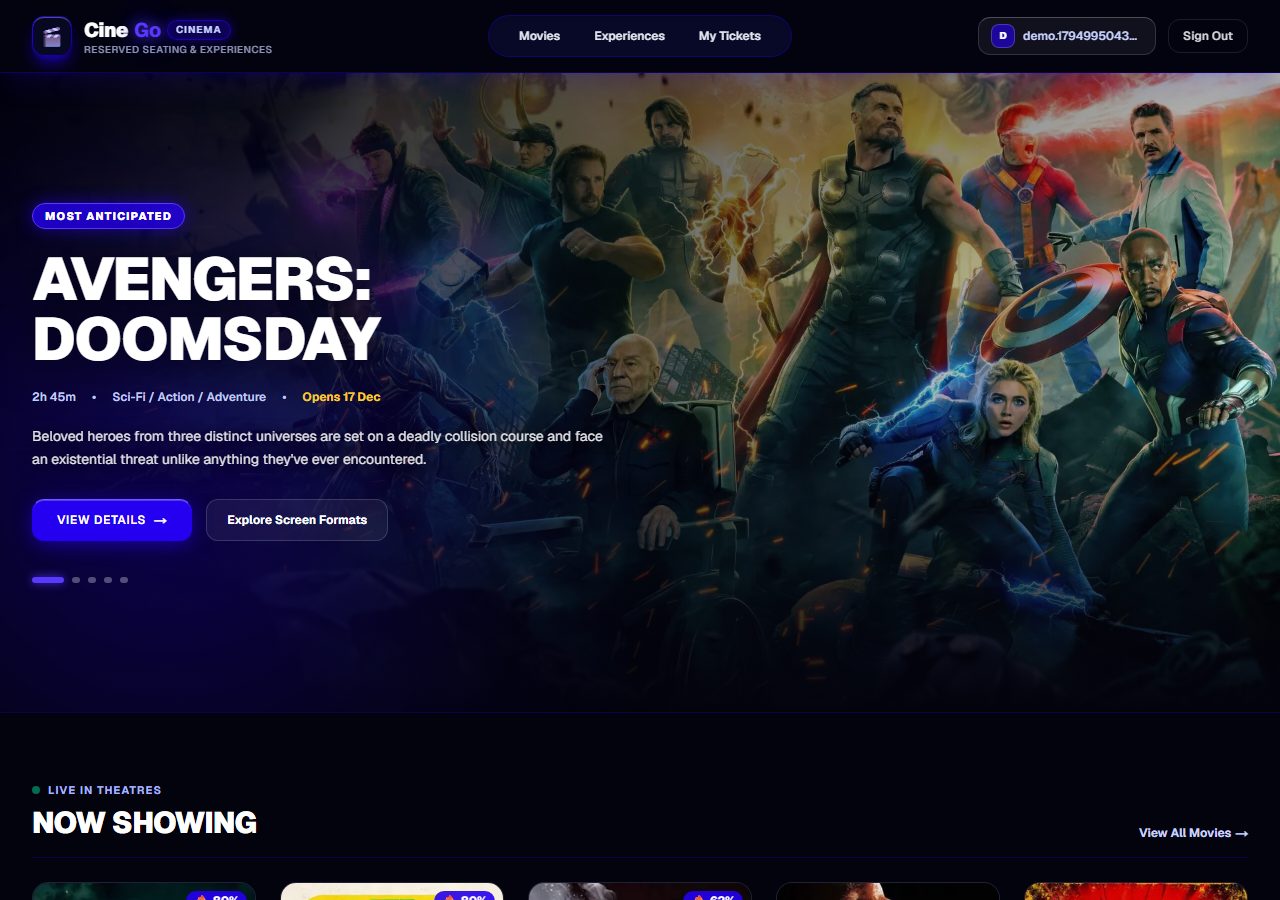 Cine Go CINEMA
RESERVED SEATING & EXPERIENCES
Movies Experiences My Tickets
D demo.1794995043... Sign Out
MOST ANTICIPATED
AVENGERS:
DOOMSDAY
2h 45m • Sci-Fi / Action / Adventure • Opens 17 Dec
Beloved heroes from three distinct universes are set on a deadly collision course and face
an existential threat unlike anything they've ever encountered.
VIEW DETAILS → Explore Screen Formats
LIVE IN THEATRES
NOW SHOWING
View All Movies →